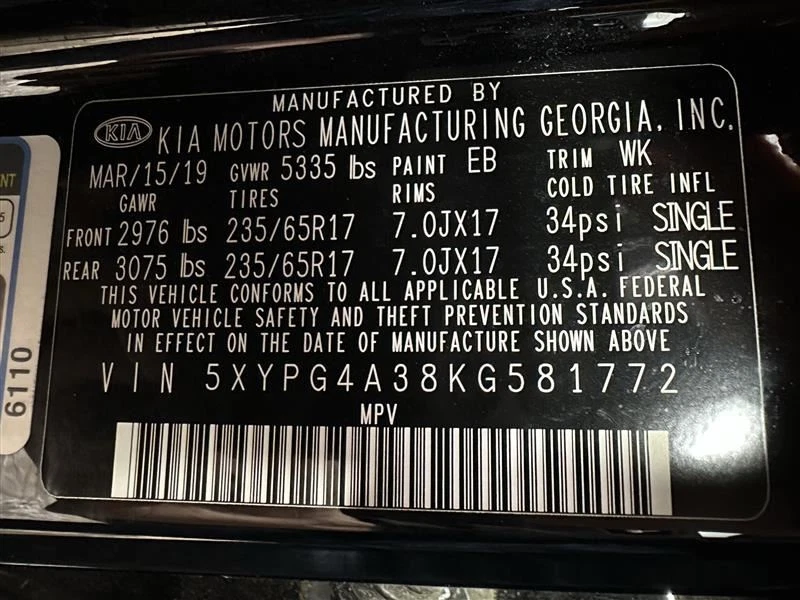 MANUFACTURED BY
KIA KIA MOTORS MANUFACTURING GEORGIA, INC.
MAR/15/19 GVWR 5335 lbs PAINT EB TRIM WK
GAWR TIRES RIMS COLD TIRE INFL
FRONT 2976 lbs 235/65R17 7.0JX17 34psi SINGLE
REAR 3075 lbs 235/65R17 7.0JX17 34psi SINGLE
THIS VEHICLE CONFORMS TO ALL APPLICABLE U.S.A. FEDERAL
MOTOR VEHICLE SAFETY AND THEFT PREVENTION STANDARDS
IN EFFECT ON THE DATE OF MANUFACTURE SHOWN ABOVE
VIN 5XYPG4A38KG581772
MPV
6110